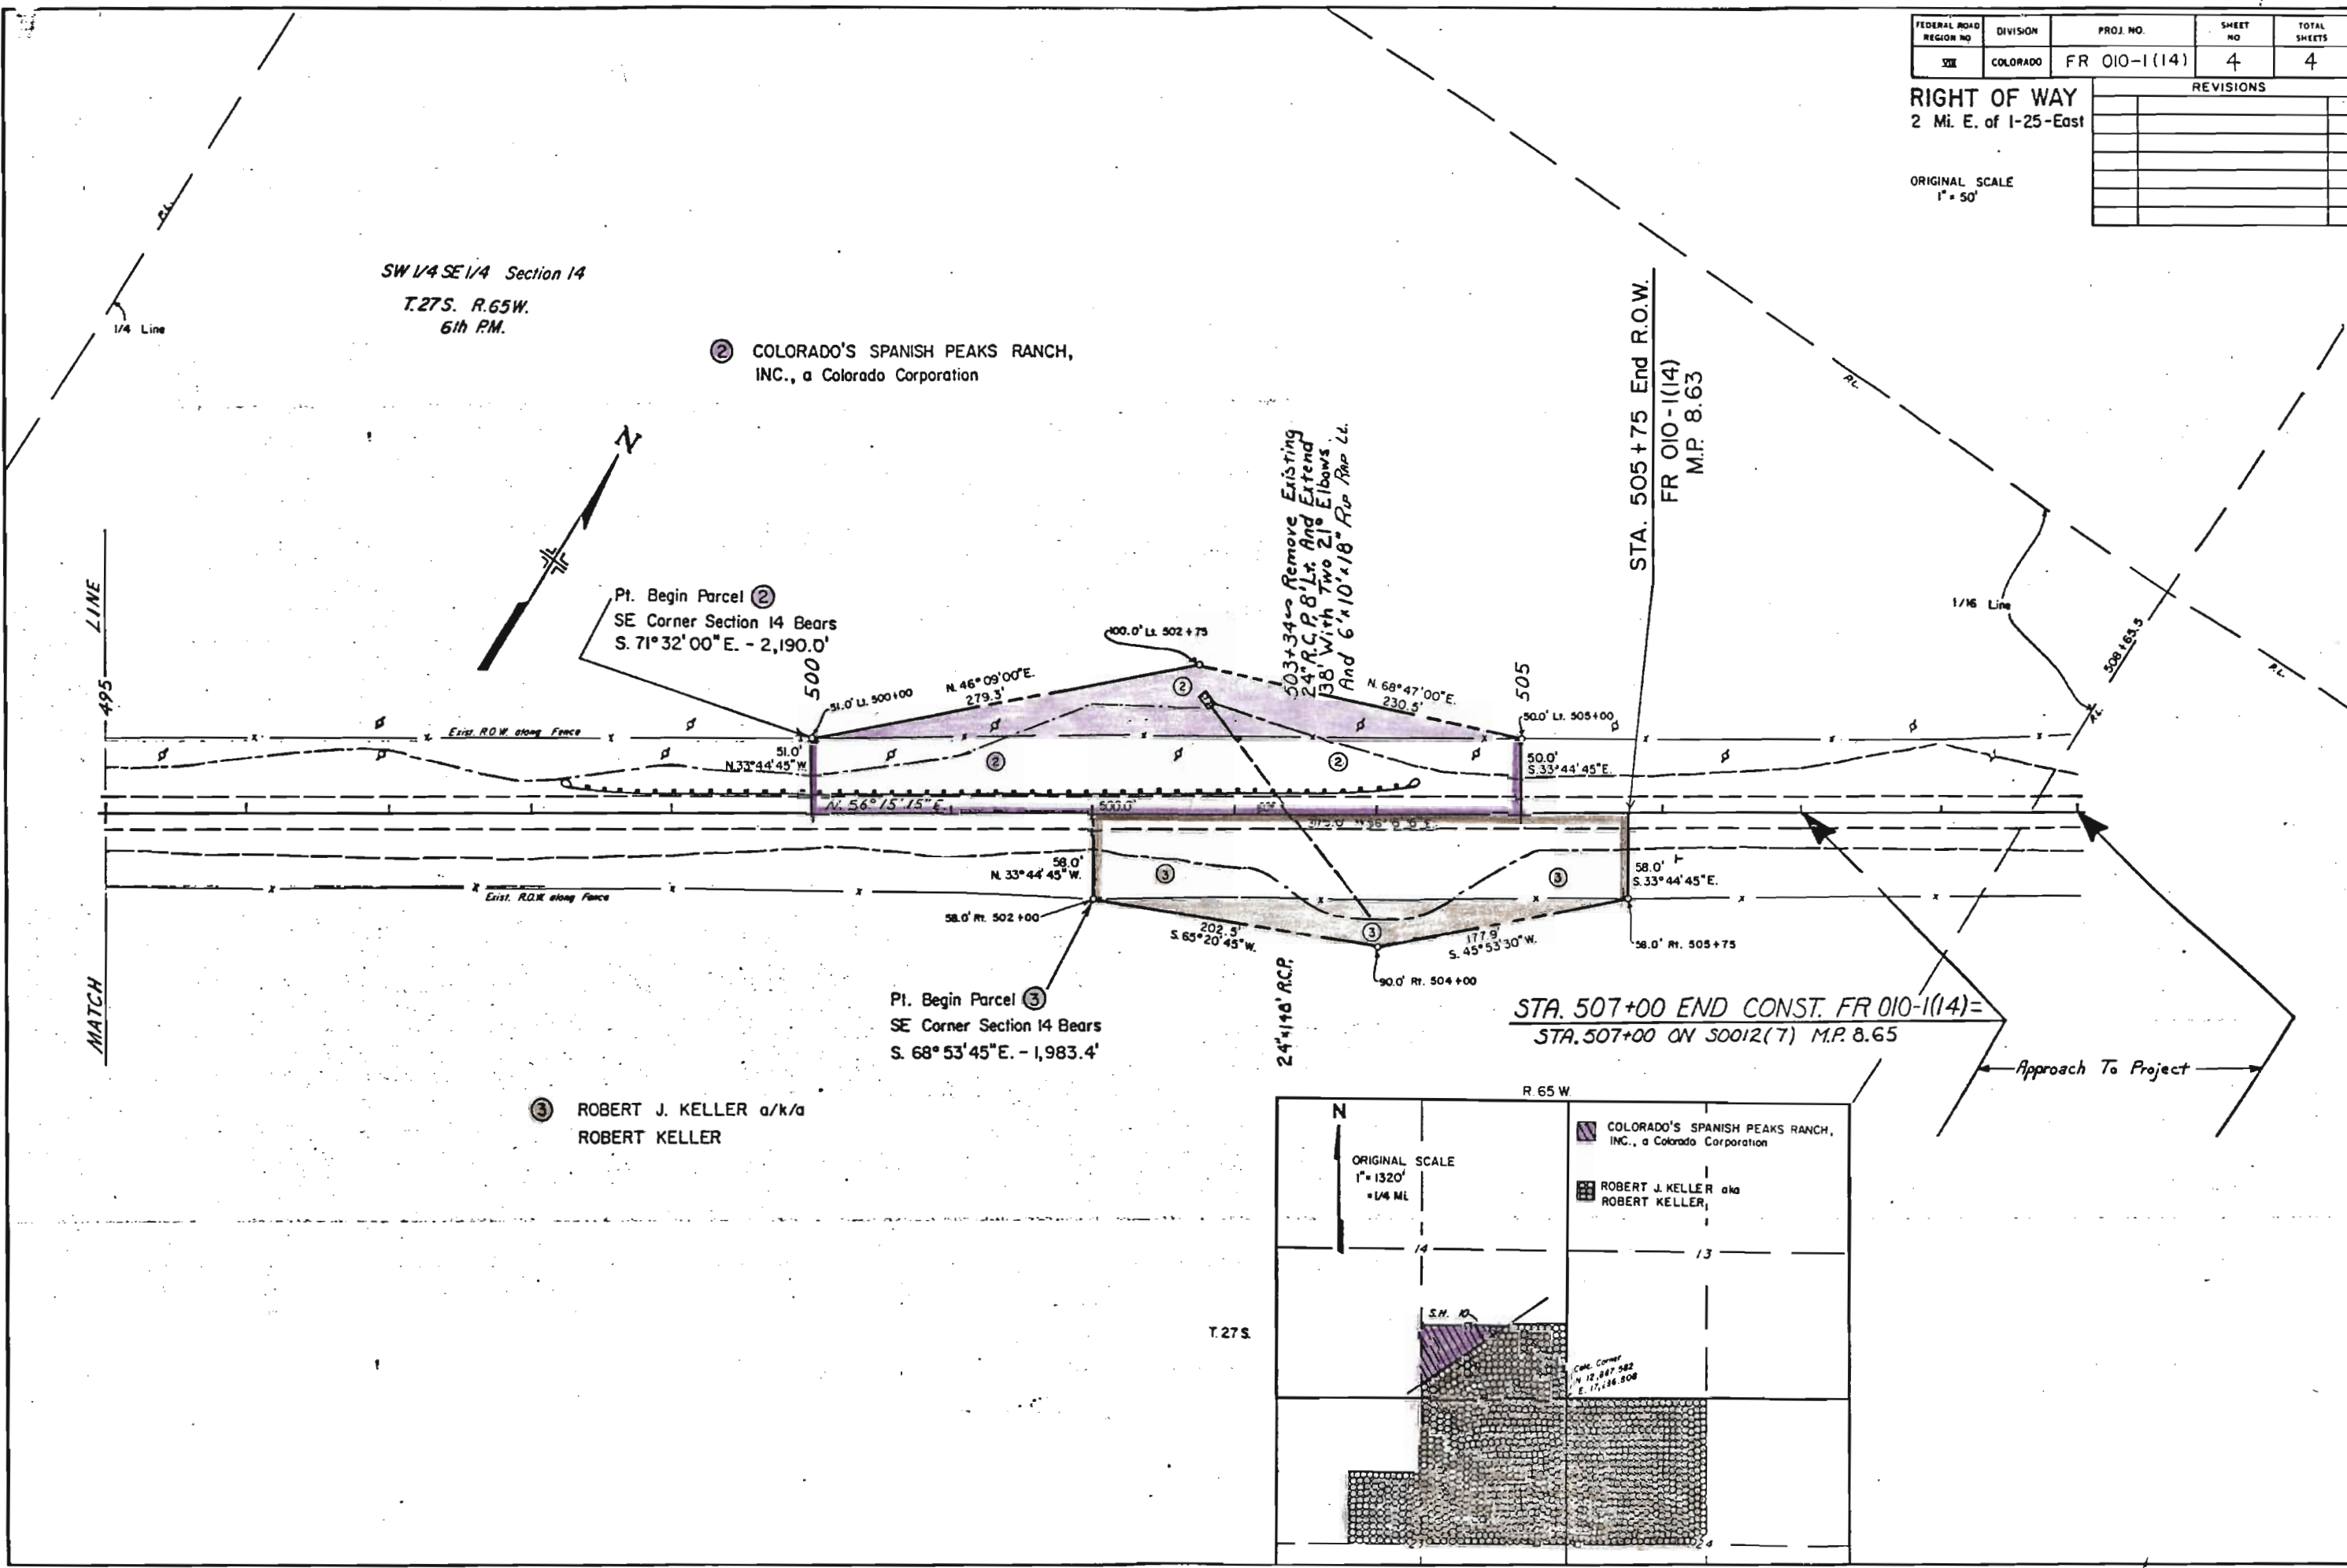 FEDERAL ROAD REGION NO
DIVISION
PROJ. NO.
SHEET NO
TOTAL SHEETS
VIII
COLORADO
FR 010-1(14)
4
4
REVISIONS
RIGHT OF WAY
2 Mi. E. of I-25-East
ORIGINAL SCALE
1" = 50'
P.L.
1/4 Line
SW 1/4 SE 1/4 Section 14
T.27S. R.65W.
6th P.M.
2 COLORADO'S SPANISH PEAKS RANCH,
INC., a Colorado Corporation
N
STA. 505+75 End R.O.W.
FR 010-1(14)
M.P. 8.63
P.L.
503+34 Remove Existing
24" R.C.P. 8' Lt. And Extend
38' With Two 21° Elbows
And 6'x10'x18" Rip Rap Lt.
1/16 Line
508+65.5
P.L.
P.L.
LINE
495
Pt. Begin Parcel 2
SE Corner Section 14 Bears
S. 71°32'00"E. - 2,190.0'
100.0' Lt. 502+75
500
51.0' Lt. 500+00
N. 46°09'00"E.
279.3'
2
N. 68°47'00"E.
230.5'
505
50.0' Lt. 505+00
Exist. R.O.W. along Fence
51.0'
N.33°44'45"W.
2
2
50.0'
S.33°44'45"E.
N. 56°15'15"E.
500.0'
58.0'
N. 33°44'45"W.
3
3
58.0'
S.33°44'45"E.
Exist. R.O.W. along Fence
58.0' Rt. 502+00
202.5'
S. 65°20'45"W.
3
177.9'
S. 45°53'30"W.
58.0' Rt. 505+75
90.0' Rt. 504+00
24"x148' R.C.P.
MATCH
Pt. Begin Parcel 3
SE Corner Section 14 Bears
S. 68°53'45"E. - 1,983.4'
STA. 507+00 END CONST. FR 010-1(14)=
STA. 507+00 ON S0012(7) M.P. 8.65
Approach To Project
3 ROBERT J. KELLER a/k/a
ROBERT KELLER
R. 65 W.
N
ORIGINAL SCALE
1" = 1320'
= 1/4 Mi.
COLORADO'S SPANISH PEAKS RANCH,
INC., a Colorado Corporation
ROBERT J. KELLER aka
ROBERT KELLER
14
13
S.H. 10
T. 27 S.
Calc. Corner
23
24